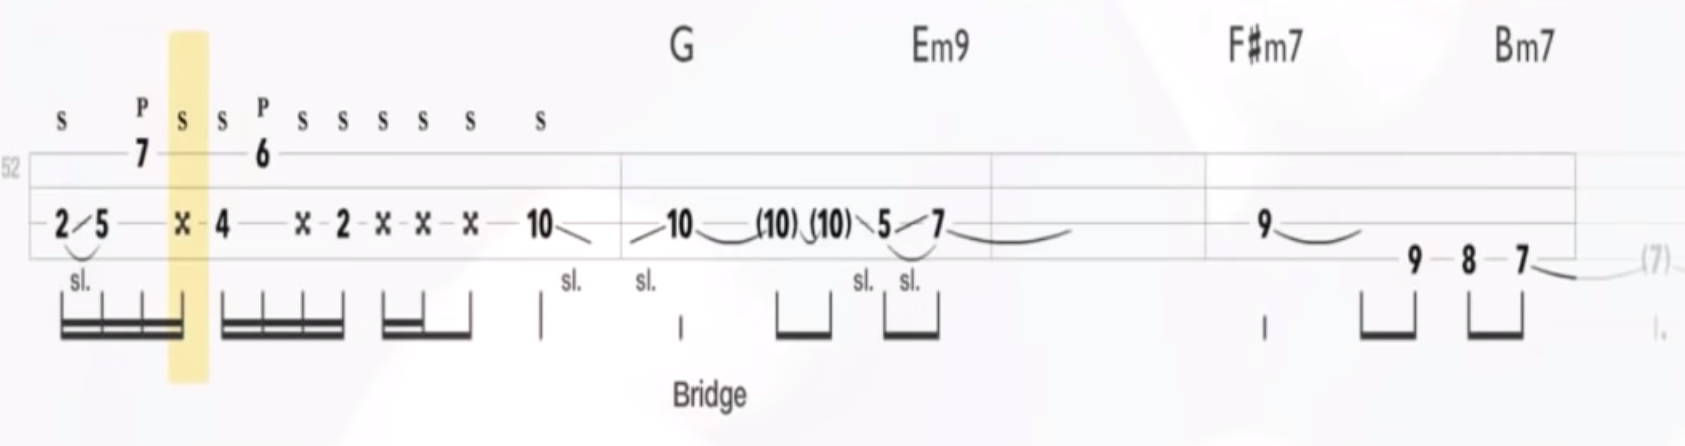 G Em9 F#m7 Bm7
S P S S P S S S S S S
52 7 6
2 5 x 4 x 2 x x x 10 10 (10) (10) 5 7 9
9 8 7 (7)
sl. sl. sl. sl. sl.
Bridge